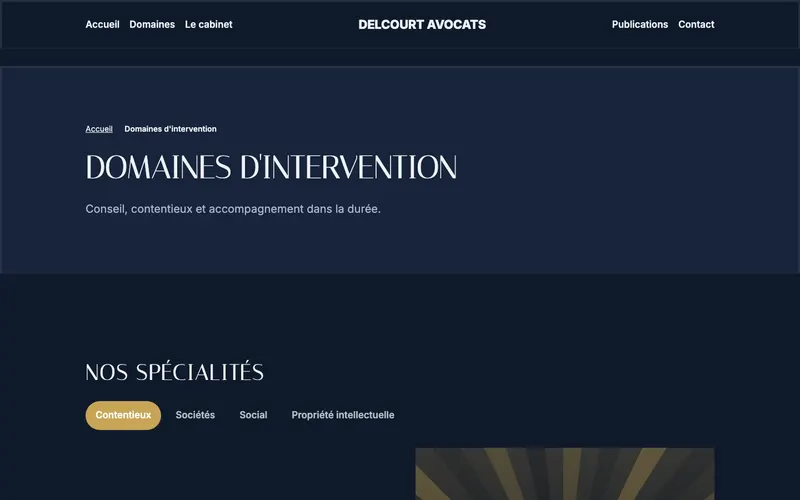 Accueil Domaines Le cabinet DELCOURT AVOCATS Publications Contact
Accueil Domaines d'intervention
DOMAINES D'INTERVENTION
Conseil, contentieux et accompagnement dans la durée.
NOS SPÉCIALITÉS
Contentieux Sociétés Social Propriété intellectuelle